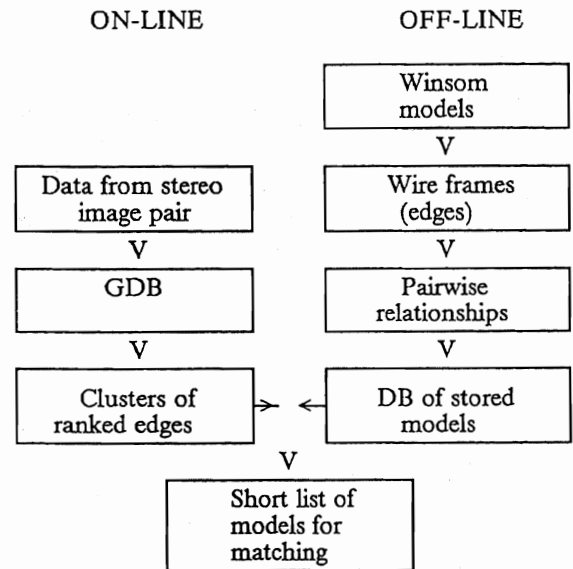 ON-LINE
OFF-LINE
Winsom
models
V
Data from stereo
image pair
Wire frames
(edges)
V
V
GDB
Pairwise
relationships
V
V
Clusters of
ranked edges
DB of stored
models
V
Short list of
models for
matching